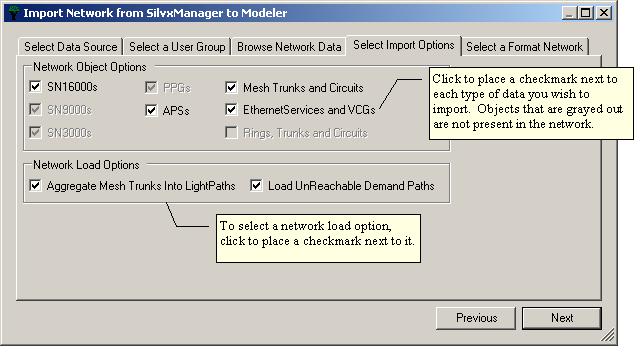 Import Network from SilvxManager to Modeler
Select Data Source
Select a User Group
Browse Network Data
Select Import Options
Select a Format Network
Network Object Options
SN16000s
PPGs
Mesh Trunks and Circuits
SN9000s
APSs
EthernetServices and VCGs
SN3000s
Rings, Trunks and Circuits
Click to place a checkmark next to
each type of data you wish to
import. Objects that are grayed out
are not present in the network.
Network Load Options
Aggregate Mesh Trunks Into LightPaths
Load UnReachable Demand Paths
To select a network load option,
click to place a checkmark next to it.
Previous
Next